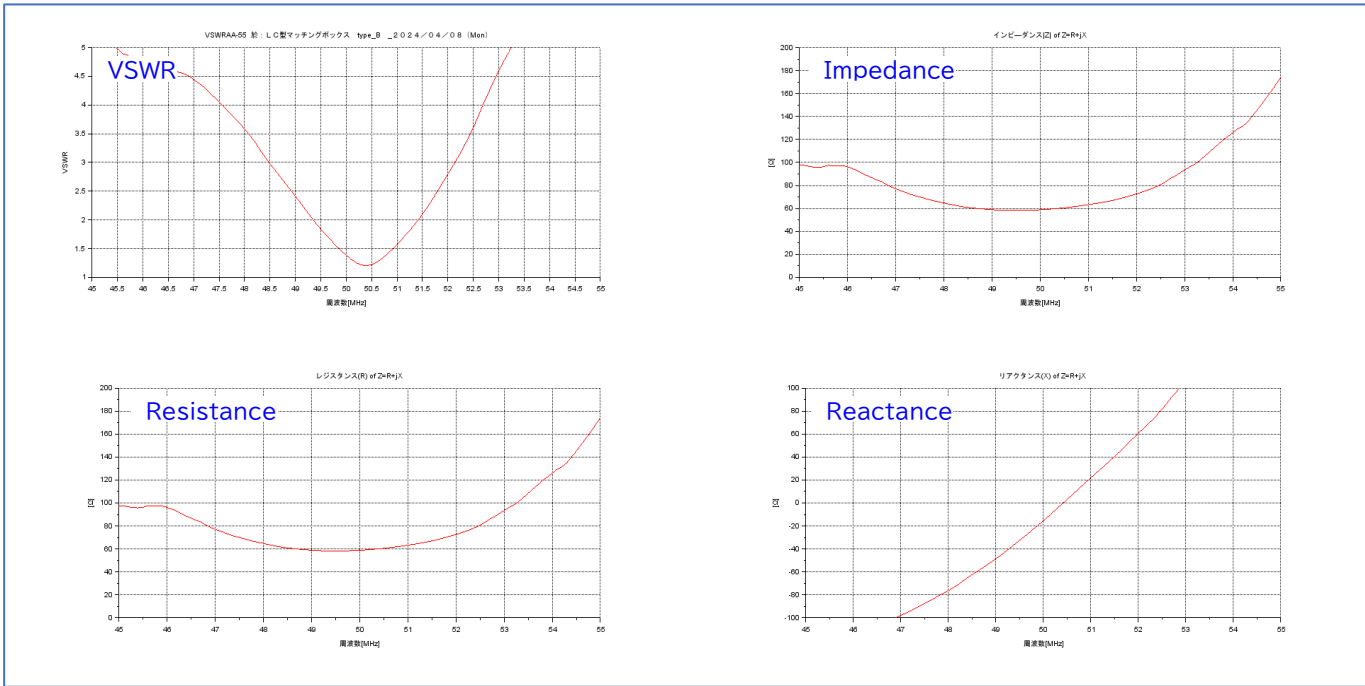 VSWRAA-55 於：ＬＣ型マッチングボックス　type_B　_２０２４／０４／０８（Mon）
VSWR
5
4.5
4
3.5
3
2.5
2
1.5
1
VSWR
45 45.5 46 46.5 47 47.5 48 48.5 49 49.5 50 50.5 51 51.5 52 52.5 53 53.5 54 54.5 55
周波数[MHz]
インピーダンス|Z| of Z=R+jX
Impedance
200
180
160
140
120
100
80
60
40
20
0
[Ω]
45 46 47 48 49 50 51 52 53 54 55
周波数[MHz]
レジスタンス(R) of Z=R+jX
Resistance
200
180
160
140
120
100
80
60
40
20
0
[Ω]
45 46 47 48 49 50 51 52 53 54 55
周波数[MHz]
リアクタンス(X) of Z=R+jX
Reactance
100
80
60
40
20
0
-20
-40
-60
-80
-100
[Ω]
45 46 47 48 49 50 51 52 53 54 55
周波数[MHz]